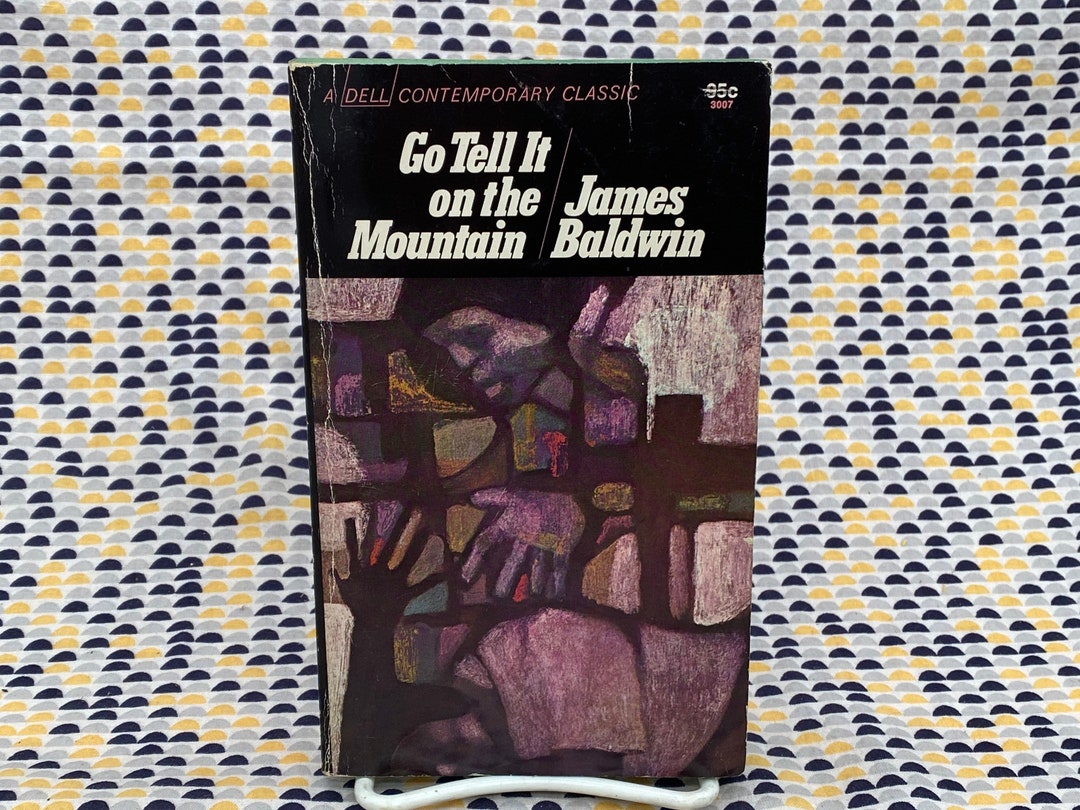 A DELL CONTEMPORARY CLASSIC
95c
3007
Go Tell It
on the
Mountain
James
Baldwin